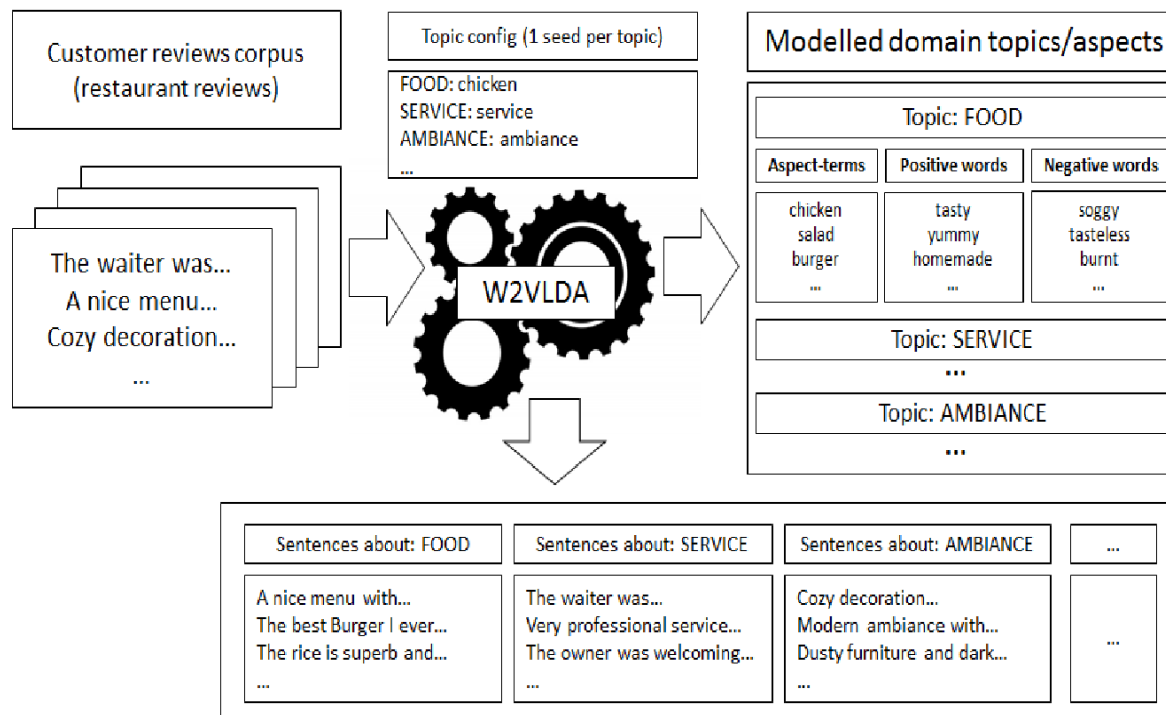 Customer reviews corpus
(restaurant reviews)
The waiter was...
A nice menu...
Cozy decoration...
...
Topic config (1 seed per topic)
FOOD: chicken
SERVICE: service
AMBIANCE: ambiance
...
W2VLDA
Modelled domain topics/aspects
Topic: FOOD
Aspect-terms
chicken
salad
burger
...
Positive words
tasty
yummy
homemade
...
Negative words
soggy
tasteless
burnt
...
Topic: SERVICE
...
Topic: AMBIANCE
...
Sentences about: FOOD
A nice menu with...
The best Burger I ever...
The rice is superb and...
...
Sentences about: SERVICE
The waiter was...
Very professional service...
The owner was welcoming...
...
Sentences about: AMBIANCE
Cozy decoration...
Modern ambiance with...
Dusty furniture and dark...
...
...
...